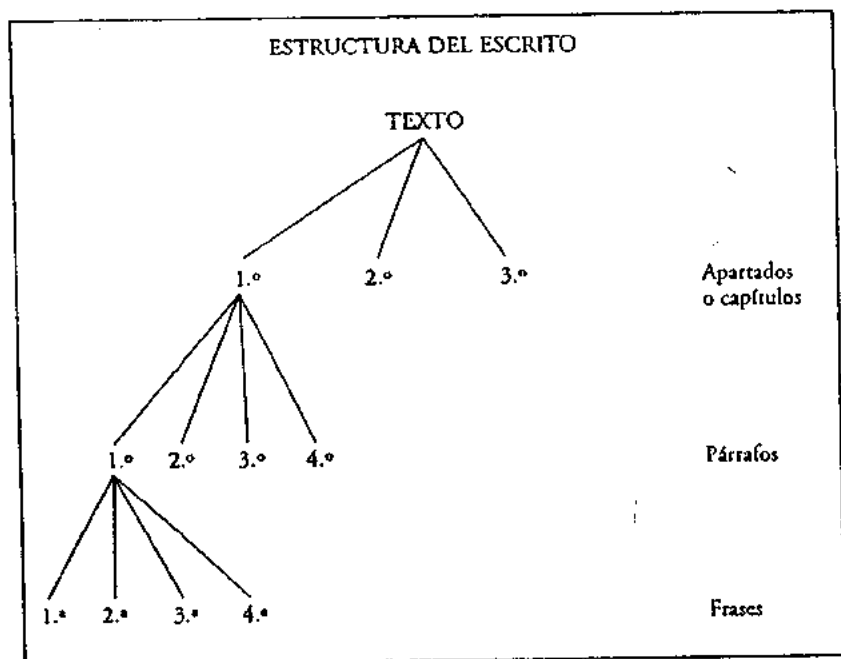 ESTRUCTURA DEL ESCRITO
TEXTO
1.º 2.º 3.º Apartados
o capítulos
1.º 2.º 3.º 4.º Párrafos
1.ª 2.ª 3.ª 4.ª Frases